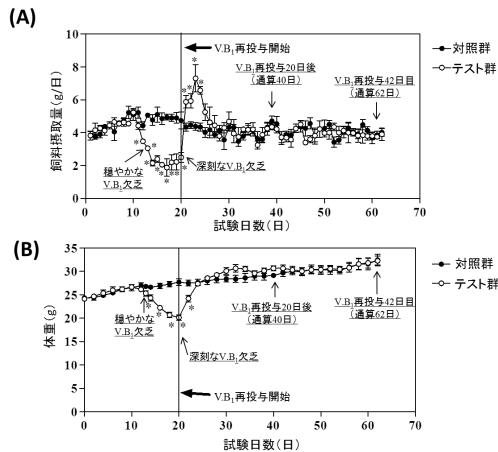 (A)
V.B₁再投与開始
対照群
テスト群
V.B₁再投与20日後
(通算40日)
V.B₁再投与42日目
(通算62日)
飼料摂取量(g/日)
10
8
6
4
2
0
穏やかな
V.B₁欠乏
深刻なV.B₁欠乏
0 10 20 30 40 50 60 70
試験日数(日)
(B)
対照群
テスト群
体重(g)
35
30
25
20
15
10
5
0
穏やかな
V.B₁欠乏
深刻なV.B₁欠乏
V.B₁再投与20日後
(通算40日)
V.B₁再投与42日目
(通算62日)
V.B₁再投与開始
0 10 20 30 40 50 60 70
試験日数(日)